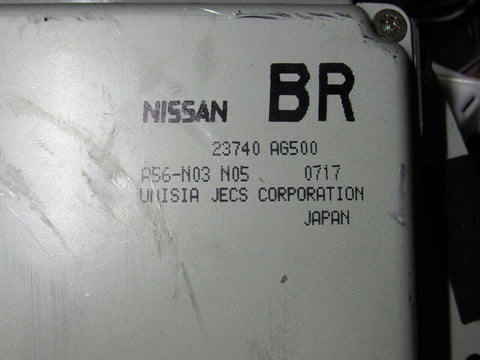 NISSAN BR
23740 AG500
A56-N03 N05 0717
UNISIA JECS CORPORATION
JAPAN